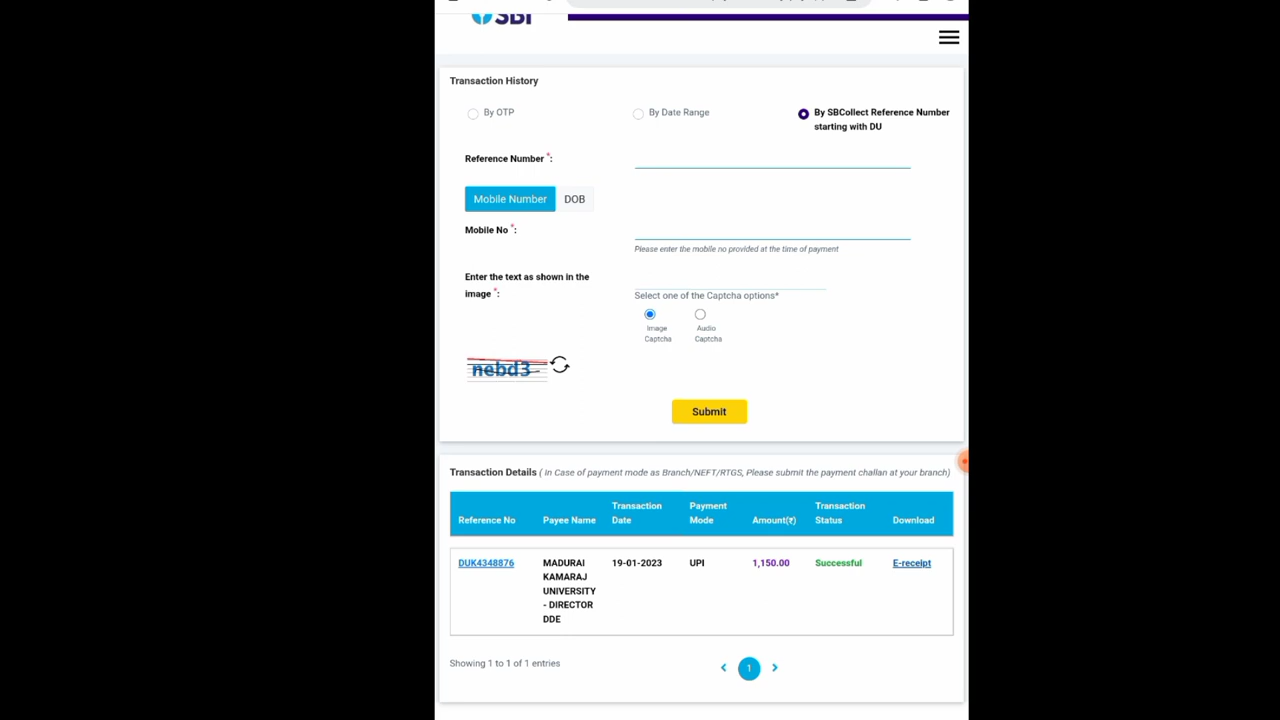 SBI
Transaction History
By OTP
By Date Range
By SBCollect Reference Number
starting with DU
Reference Number *:
Mobile Number
DOB
Mobile No *:
Please enter the mobile no provided at the time of payment
Enter the text as shown in the
image *:
Select one of the Captcha options*
Image
Captcha
Audio
Captcha
nebd3
Submit
Transaction Details ( In Case of payment mode as Branch/NEFT/RTGS, Please submit the payment challan at your branch)
Reference No
Payee Name
Transaction
Date
Payment
Mode
Amount(₹)
Transaction
Status
Download
DUK4348876
MADURAI
KAMARAJ
UNIVERSITY
- DIRECTOR
DDE
19-01-2023
UPI
1,150.00
Successful
E-receipt
Showing 1 to 1 of 1 entries
1